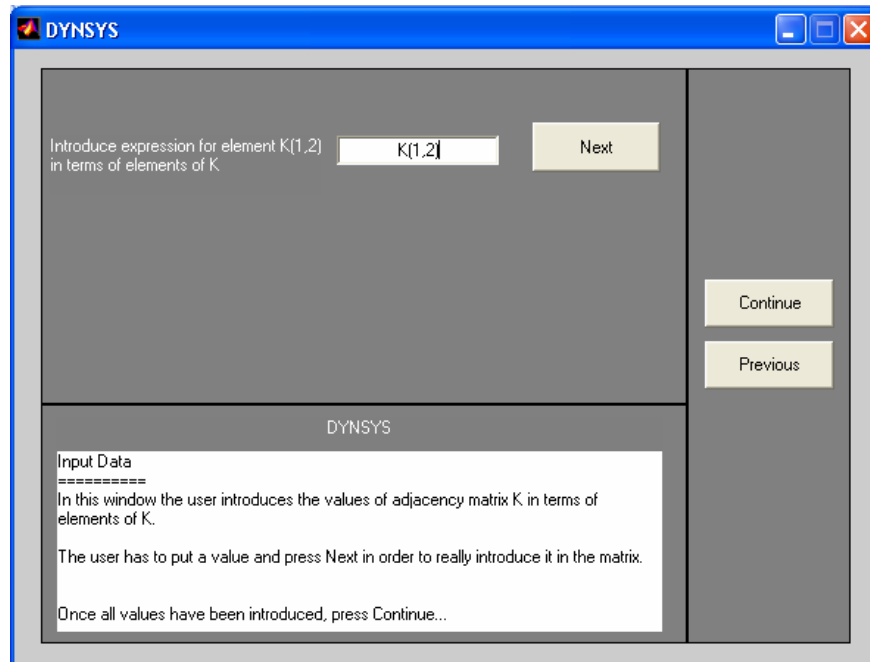 DYNSYS
Introduce expression for element K(1,2)
in terms of elements of K
K(1,2)
Next
Continue
Previous
DYNSYS
Input Data
==========
In this window the user introduces the values of adjacency matrix K in terms of
elements of K.
The user has to put a value and press Next in order to really introduce it in the matrix.
Once all values have been introduced, press Continue...